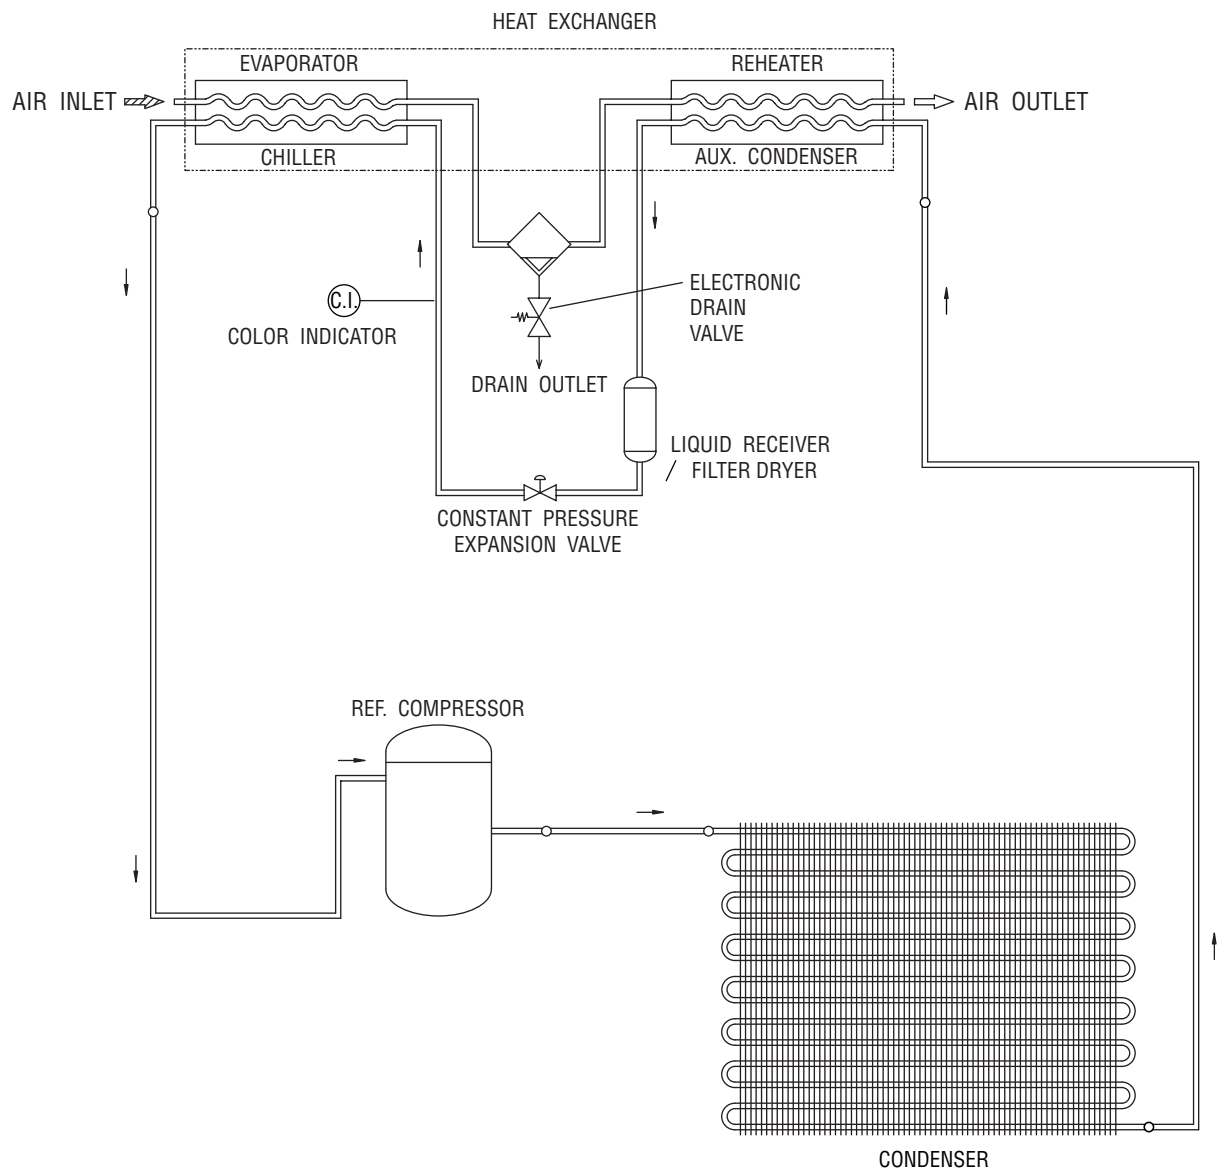 HEAT EXCHANGER
EVAPORATOR
REHEATER
AIR INLET
AIR OUTLET
CHILLER
AUX. CONDENSER
C.I.
COLOR INDICATOR
ELECTRONIC
DRAIN
VALVE
DRAIN OUTLET
LIQUID RECEIVER
/ FILTER DRYER
CONSTANT PRESSURE
EXPANSION VALVE
REF. COMPRESSOR
CONDENSER